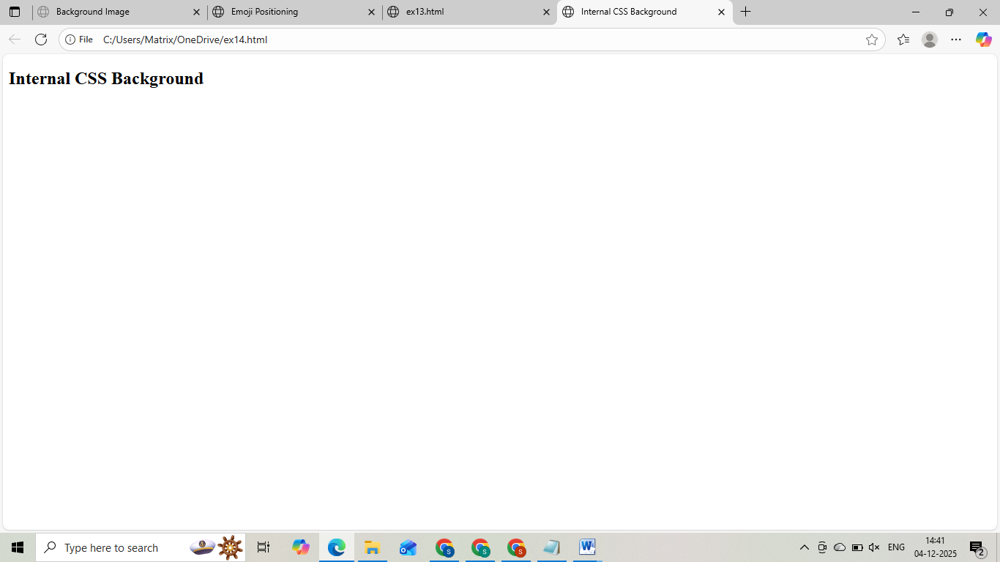 Background Image
Emoji Positioning
ex13.html
Internal CSS Background
File C:/Users/Matrix/OneDrive/ex14.html
Internal CSS Background
Type here to search
S
S
S
W
ENG
14:41
04-12-2025
2